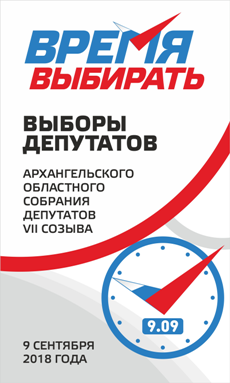 ВРЕМЯ
ВЫБИРАТЬ
ВЫБОРЫ
ДЕПУТАТОВ
АРХАНГЕЛЬСКОГО
ОБЛАСТНОГО
СОБРАНИЯ
ДЕПУТАТОВ
VII СОЗЫВА
9.09
9 СЕНТЯБРЯ
2018 ГОДА